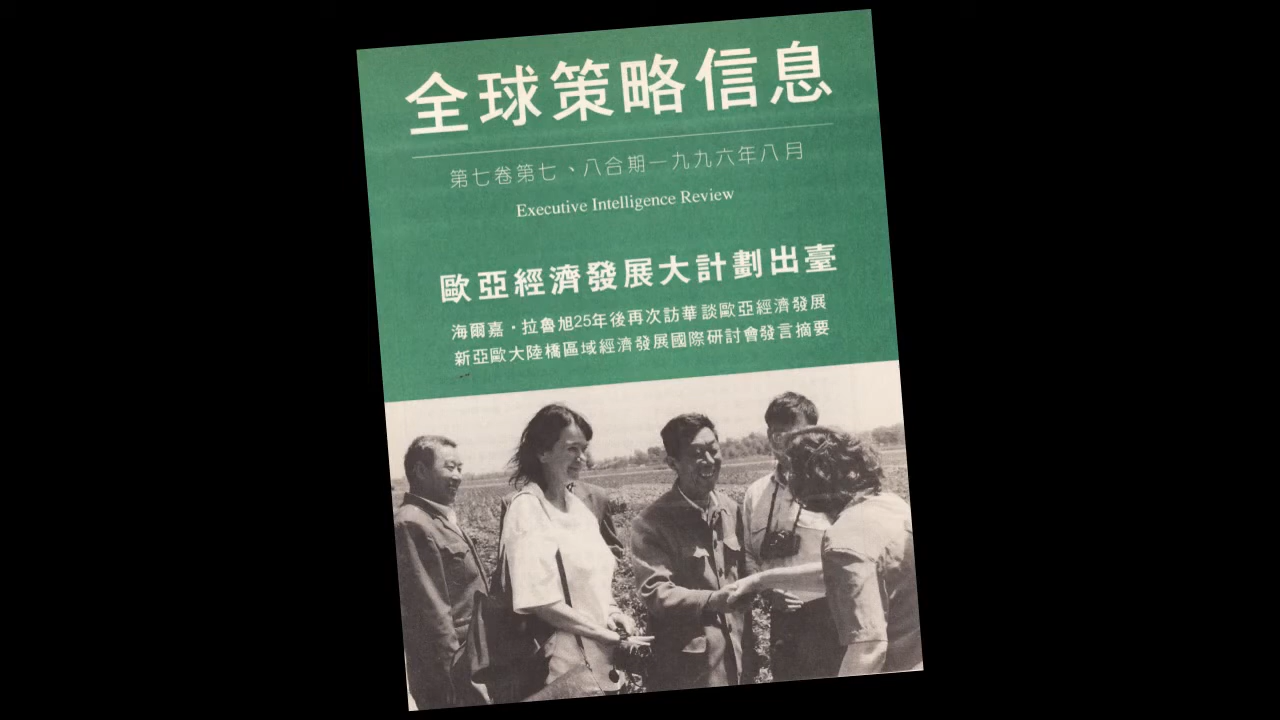 全球策略信息
第七卷第七、八合期一九九六年八月
Executive Intelligence Review
歐亞經濟發展大計劃出臺
海爾嘉·拉魯旭25年後再次訪華談歐亞經濟發展
新亞歐大陸橋區域經濟發展國際研討會發言摘要